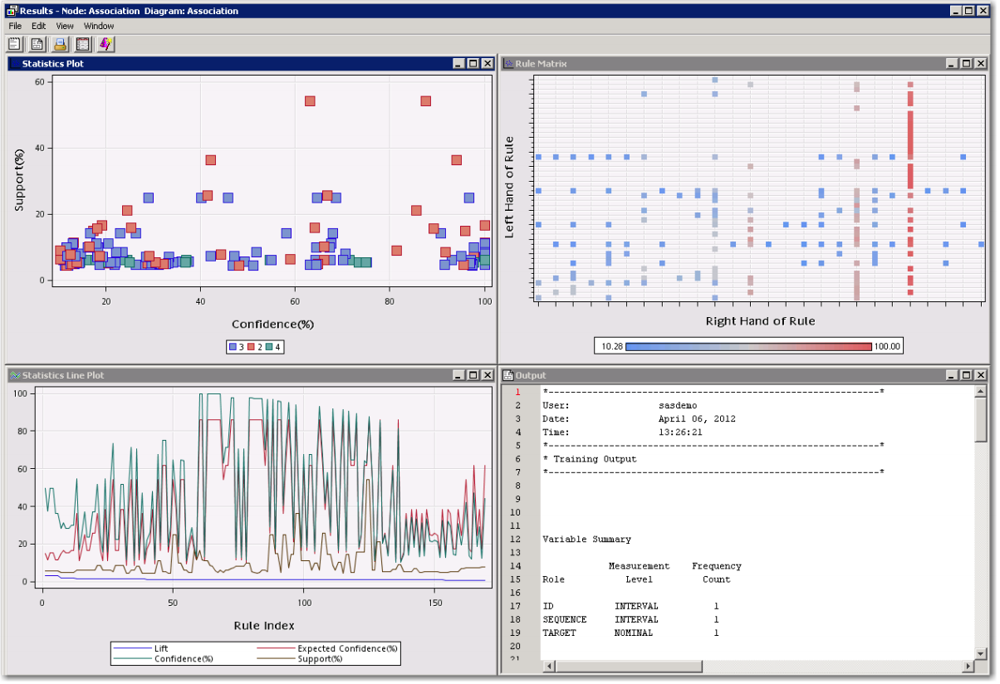 Results - Node: Association Diagram: Association
File Edit View Window
Statistics Plot
60
40
20
0
Support(%)
20 40 60 80 100
Confidence(%)
3 2 4
Rule Matrix
Left Hand of Rule
Right Hand of Rule
10.28 100.00
Statistics Line Plot
100
80
60
40
20
0
0 50 100 150
Rule Index
Lift Expected Confidence(%)
Confidence(%) Support(%)
Output
1 *------------------------------------------------------------*
2 User: sasdemo
3 Date: April 06, 2012
4 Time: 13:26:21
5 *------------------------------------------------------------*
6 * Training Output
7 *------------------------------------------------------------*
8
9
10
11
12 Variable Summary
13
14 Measurement Frequency
15 Role Level Count
16
17 ID INTERVAL 1
18 SEQUENCE INTERVAL 1
19 TARGET NOMINAL 1
20
21